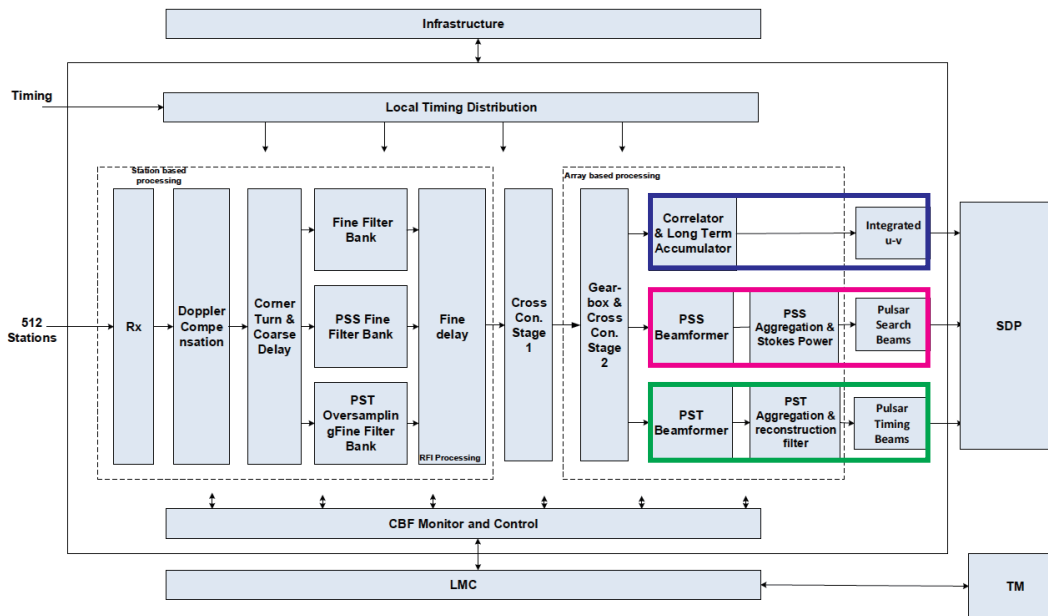 Infrastructure
Timing
Local Timing Distribution
Station based
processing
Array based processing
512
Stations
Rx
Doppler
Compe
nsation
Corner
Turn &
Coarse
Delay
Fine Filter
Bank
PSS Fine
Filter Bank
PST
Oversamplin
gFine Filter
Bank
Fine
delay
RFI Processing
Cross
Con.
Stage
1
Gear-
box &
Cross
Con.
Stage
2
Correlator
& Long Term
Accumulator
Integrated
u-v
PSS
Beamformer
PSS
Aggregation &
Stokes Power
Pulsar
Search
Beams
PST
Beamformer
PST
Aggregation &
reconstruction
filter
Pulsar
Timing
Beams
SDP
CBF Monitor and Control
LMC
TM